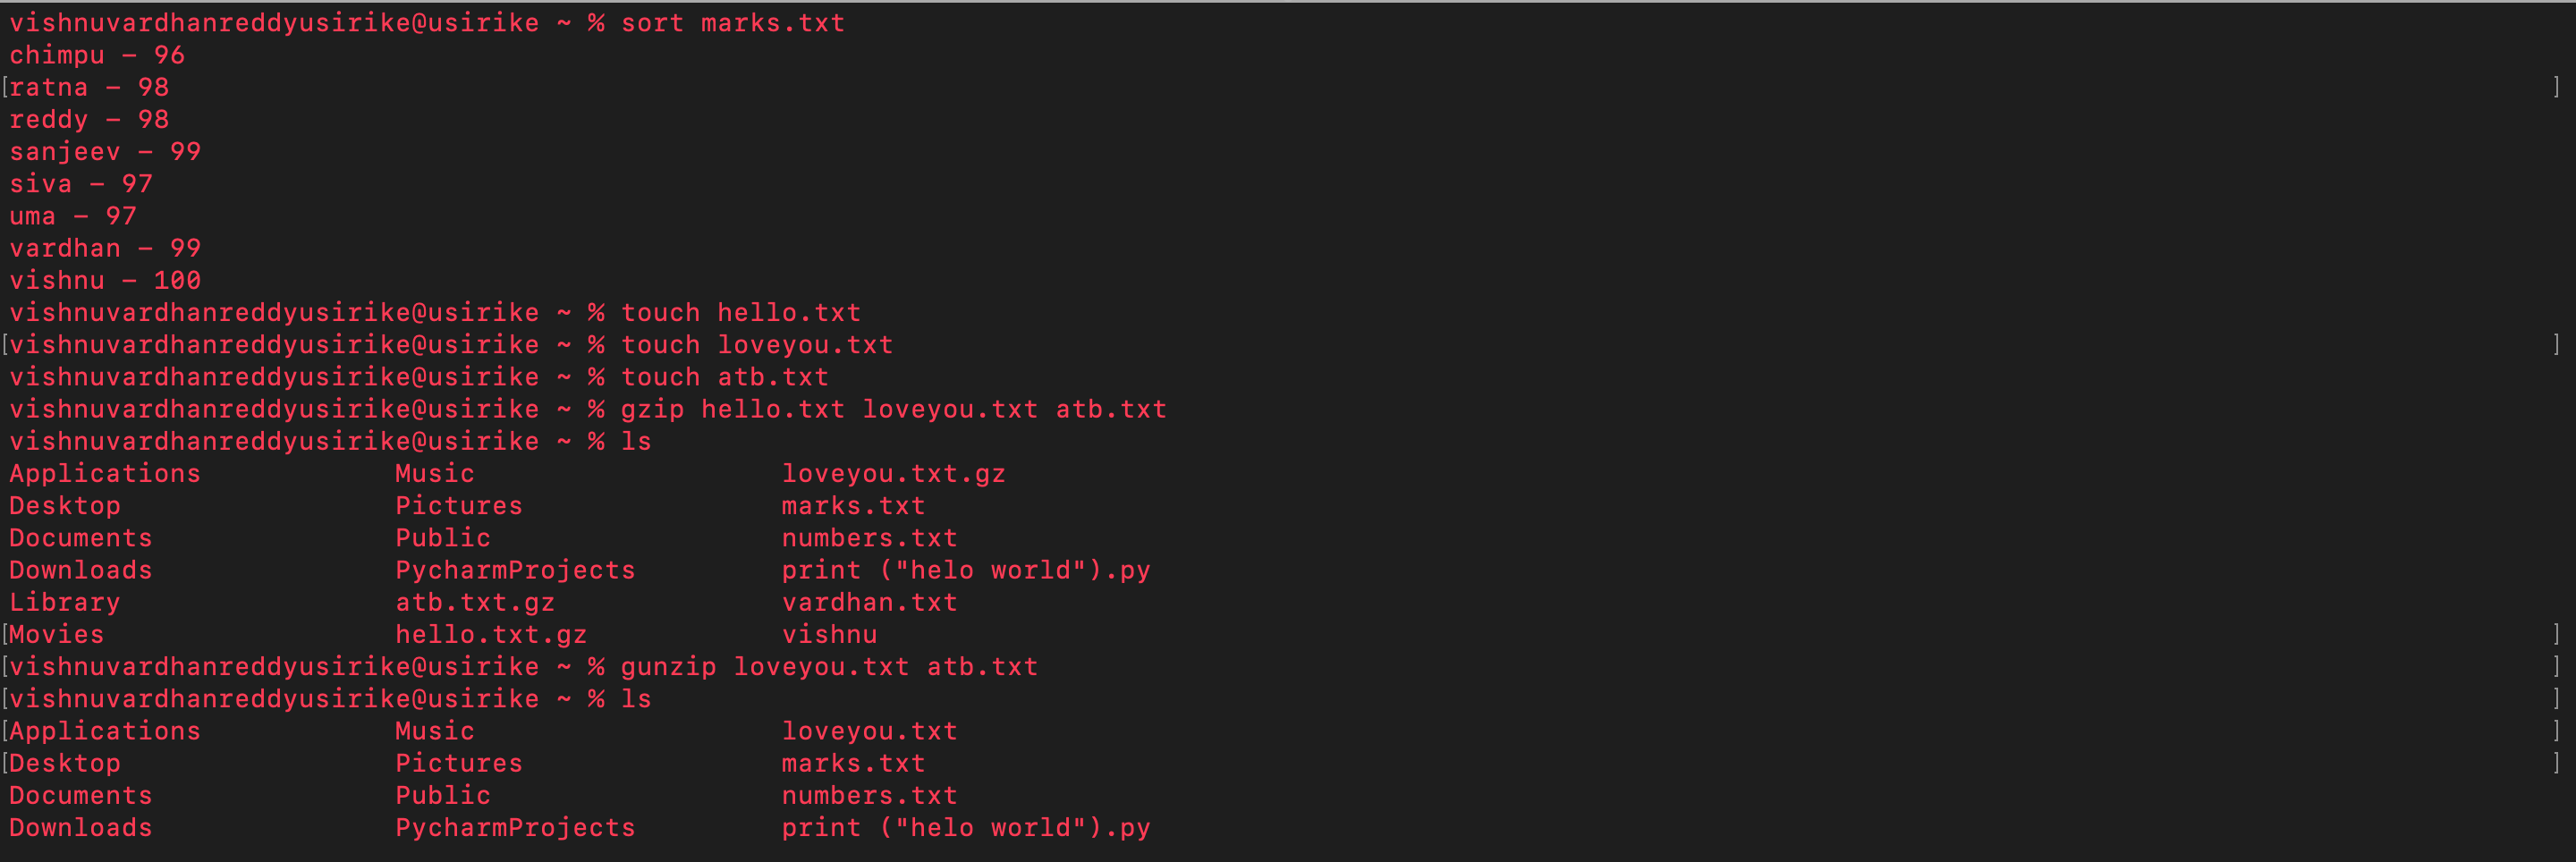 vishnuvardhanreddyusirike@usirike ~ % sort marks.txt
chimpu – 96
[ratna – 98 ]
reddy – 98
sanjeev – 99
siva – 97
uma – 97
vardhan – 99
vishnu – 100
vishnuvardhanreddyusirike@usirike ~ % touch hello.txt
[vishnuvardhanreddyusirike@usirike ~ % touch loveyou.txt ]
vishnuvardhanreddyusirike@usirike ~ % touch atb.txt
vishnuvardhanreddyusirike@usirike ~ % gzip hello.txt loveyou.txt atb.txt
vishnuvardhanreddyusirike@usirike ~ % ls
Applications Music loveyou.txt.gz
Desktop Pictures marks.txt
Documents Public numbers.txt
Downloads PycharmProjects print ("helo world").py
Library atb.txt.gz vardhan.txt
[Movies hello.txt.gz vishnu ]
[vishnuvardhanreddyusirike@usirike ~ % gunzip loveyou.txt atb.txt ]
[vishnuvardhanreddyusirike@usirike ~ % ls ]
[Applications Music loveyou.txt ]
[Desktop Pictures marks.txt ]
Documents Public numbers.txt
Downloads PycharmProjects print ("helo world").py